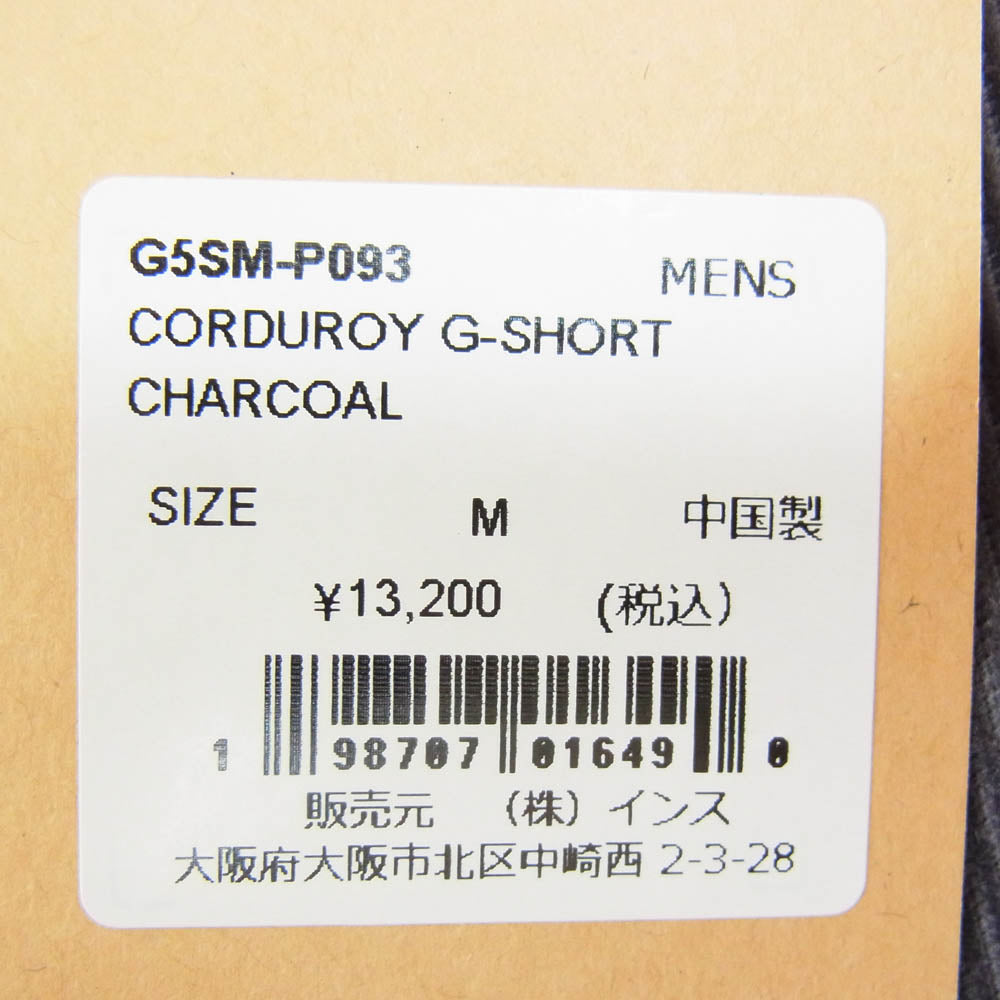 G5SM-P093 MENS
CORDUROY G-SHORT
CHARCOAL
SIZE M 中国製
¥13,200 (税込)
1 98707 01649 0
販売元 (株) インス
大阪府大阪市北区中崎西 2-3-28